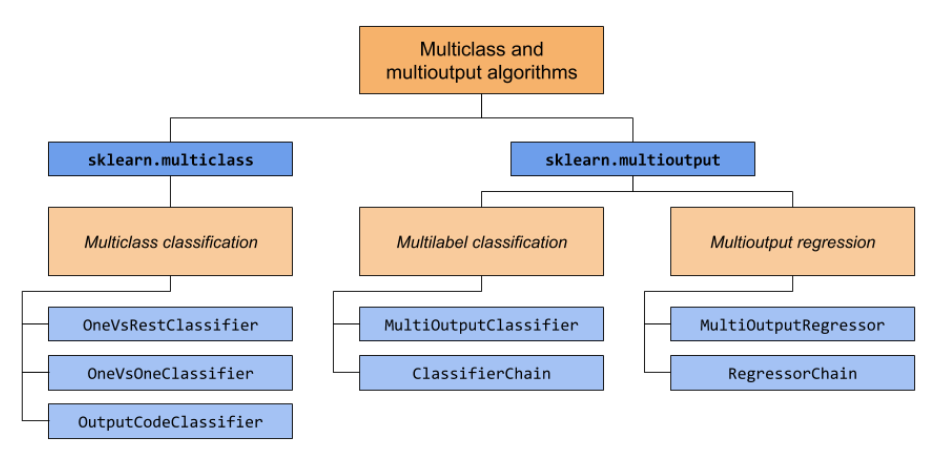 Multiclass and
multioutput algorithms
sklearn.multiclass
sklearn.multioutput
Multiclass classification
Multilabel classification
Multioutput regression
OneVsRestClassifier
MultiOutputClassifier
MultiOutputRegressor
OneVsOneClassifier
ClassifierChain
RegressorChain
OutputCodeClassifier